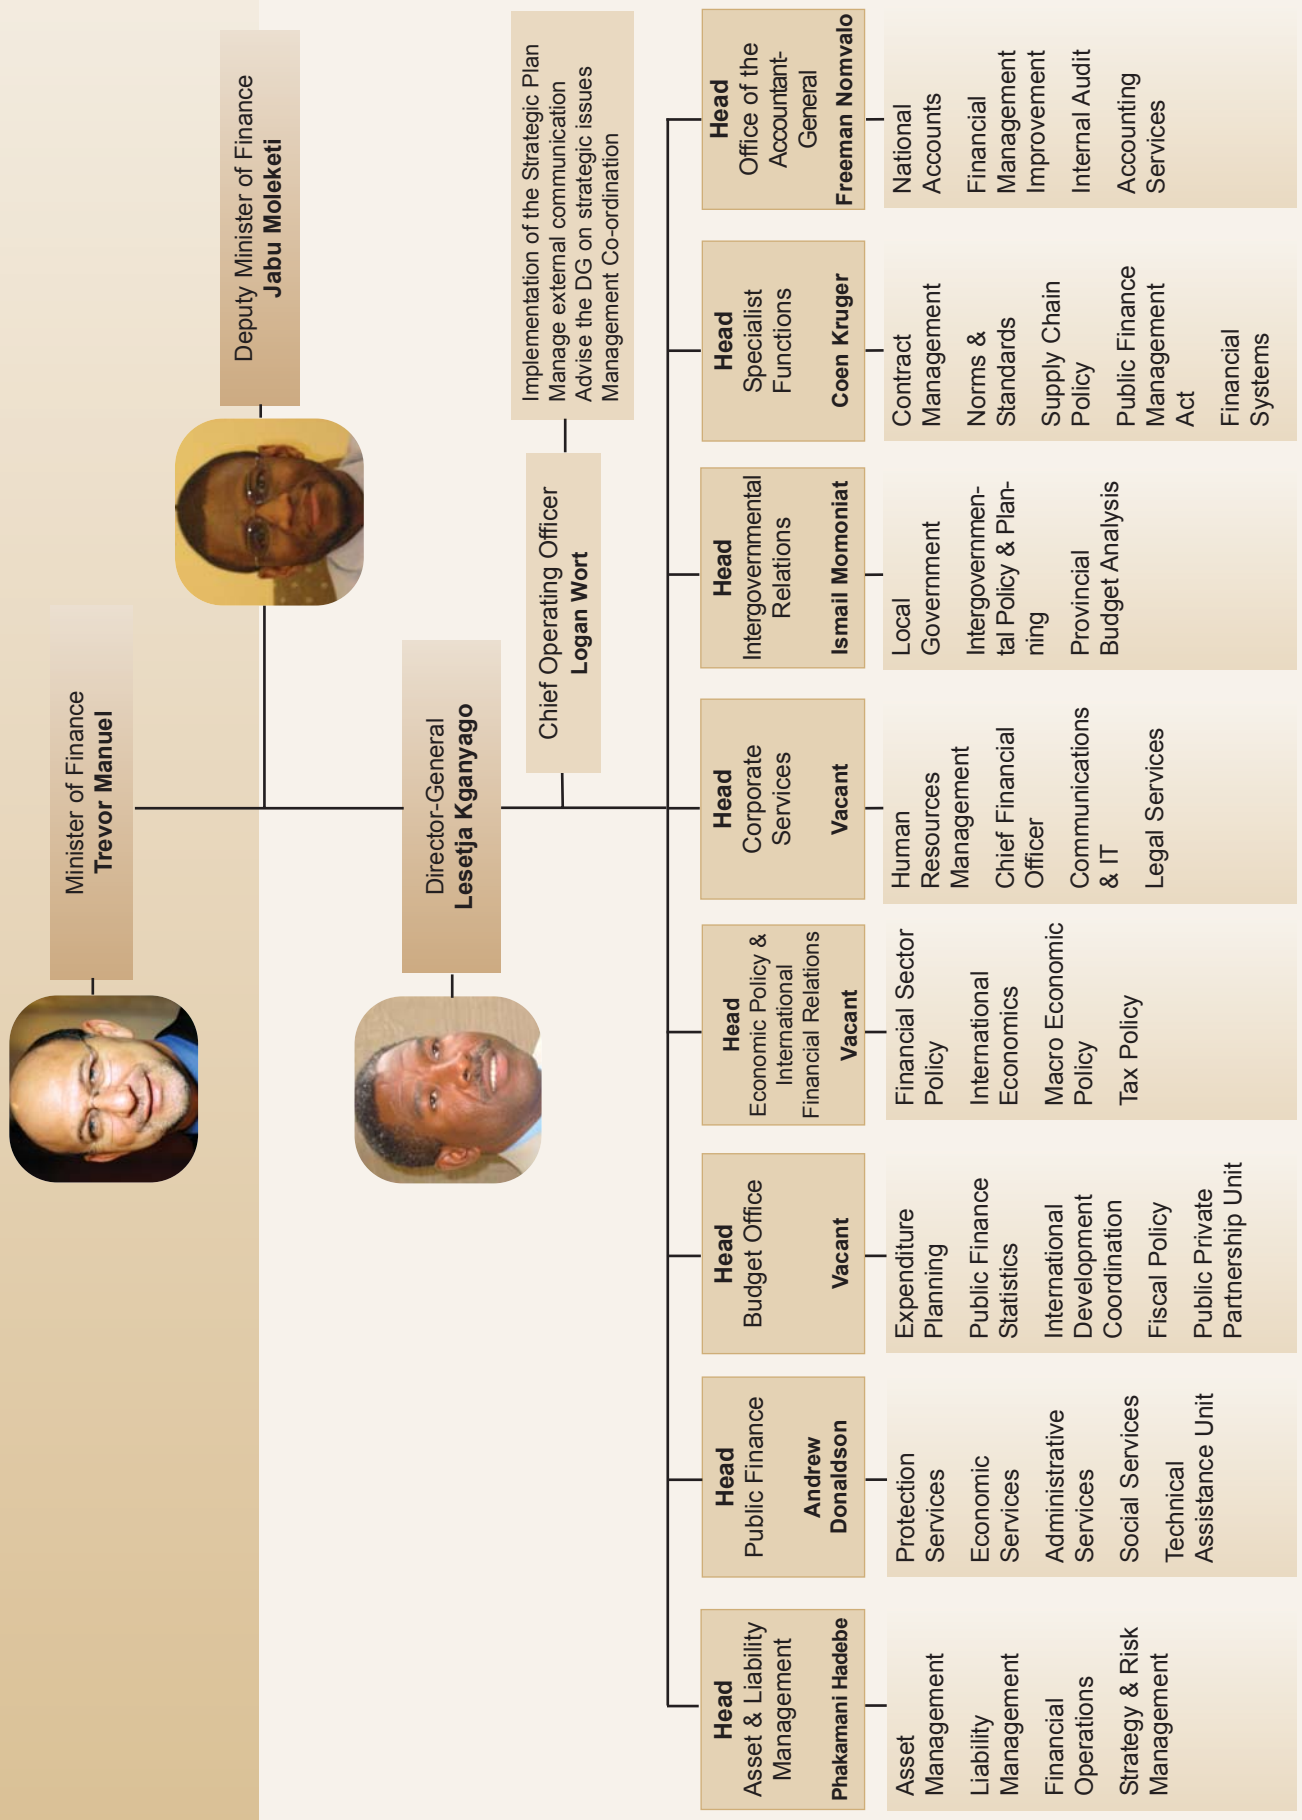 Minister of Finance
Trevor Manuel
Deputy Minister of Finance
Jabu Moleketi
Director-General
Lesetja Kganyago
Chief Operating Officer
Logan Wort
Implementation of the Strategic Plan
Manage external communication
Advise the DG on strategic issues
Management Co-ordination
Head
Asset & Liability
Management
Phakamani Hadebe
Asset
Management
Liability
Management
Financial
Operations
Strategy & Risk
Management
Head
Public Finance
Andrew
Donaldson
Protection
Services
Economic
Services
Administrative
Services
Social Services
Technical
Assistance Unit
Head
Budget Office
Vacant
Expenditure
Planning
Public Finance
Statistics
International
Development
Coordination
Fiscal Policy
Public Private
Partnership Unit
Head
Economic Policy &
International
Financial Relations
Vacant
Financial Sector
Policy
International
Economics
Macro Economic
Policy
Tax Policy
Head
Corporate
Services
Vacant
Human
Resources
Management
Chief Financial
Officer
Communications
& IT
Legal Services
Head
Intergovernmental
Relations
Ismail Momoniat
Local
Government
Intergovernmen-
tal Policy & Plan-
ning
Provincial
Budget Analysis
Head
Specialist
Functions
Coen Kruger
Contract
Management
Norms &
Standards
Supply Chain
Policy
Public Finance
Management
Act
Financial
Systems
Head
Office of the
Accountant-
General
Freeman Nomvalo
National
Accounts
Financial
Management
Improvement
Internal Audit
Accounting
Services